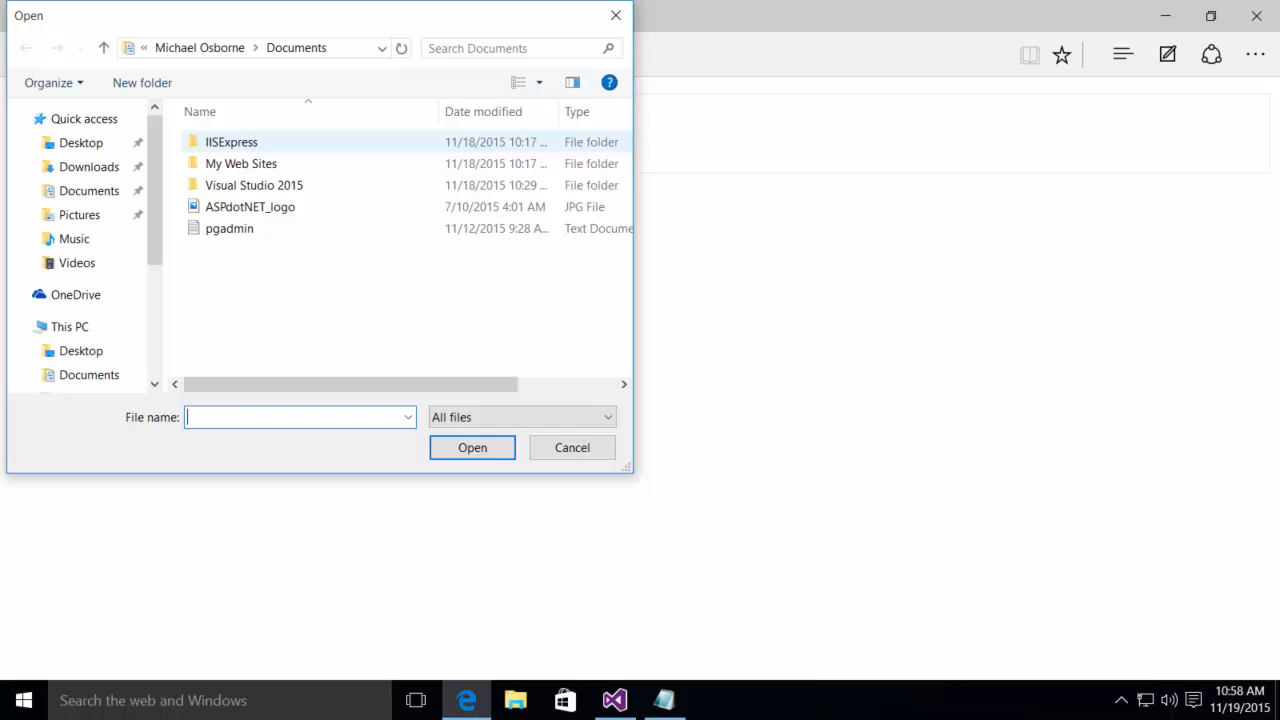 Open
« Michael Osborne > Documents
Search Documents
Organize
New folder
Name
Date modified
Type
Quick access
Desktop
Downloads
Documents
Pictures
Music
Videos
OneDrive
This PC
Desktop
Documents
IISExpress 11/18/2015 10:17 ... File folder
My Web Sites 11/18/2015 10:17 ... File folder
Visual Studio 2015 11/18/2015 10:29 ... File folder
ASPdotNET_logo 7/10/2015 4:01 AM JPG File
pgadmin 11/12/2015 9:28 A... Text Docume
File name:
All files
Open
Cancel
Search the web and Windows
10:58 AM
11/19/2015